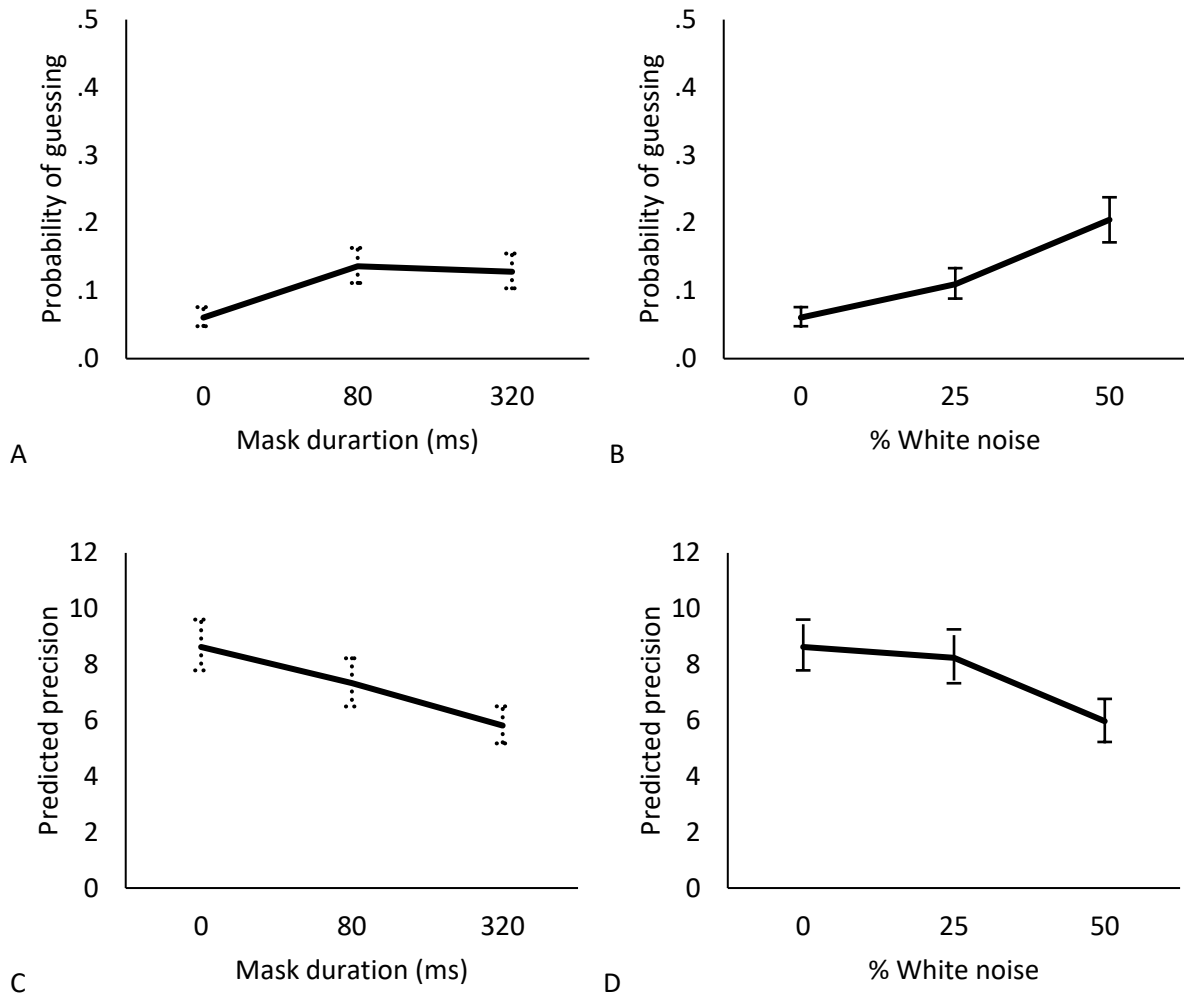 Probability of guessing
.5
.4
.3
.2
.1
.0
0 80 320
Mask durartion (ms)
A
Probability of guessing
.5
.4
.3
.2
.1
.0
0 25 50
% White noise
B
Predicted precision
12
10
8
6
4
2
0
0 80 320
Mask duration (ms)
C
Predicted precision
12
10
8
6
4
2
0
0 25 50
% White noise
D